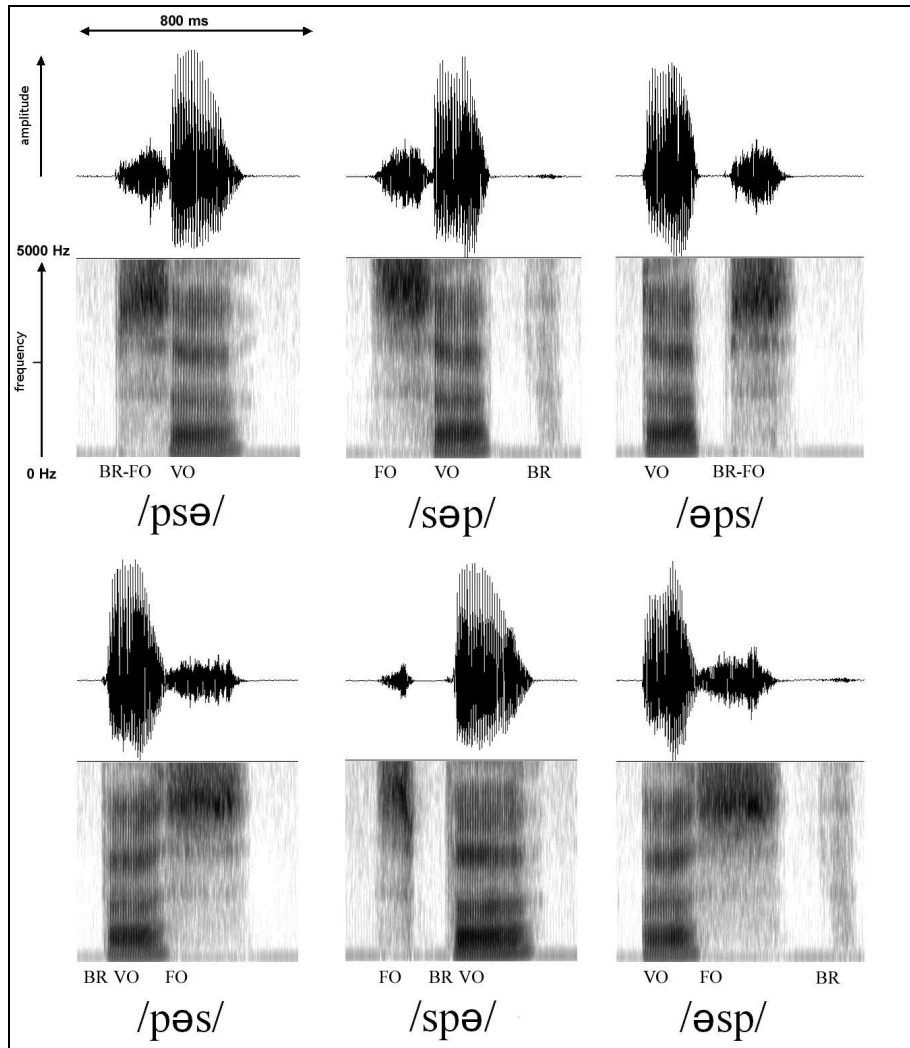 800 ms
amplitude
5000 Hz
frequency
0 Hz
BR-FO VO
FO VO BR
VO BR-FO
/psə/
/səp/
/əps/
BR VO FO
FO BR VO
VO FO BR
/pəs/
/spə/
/əsp/